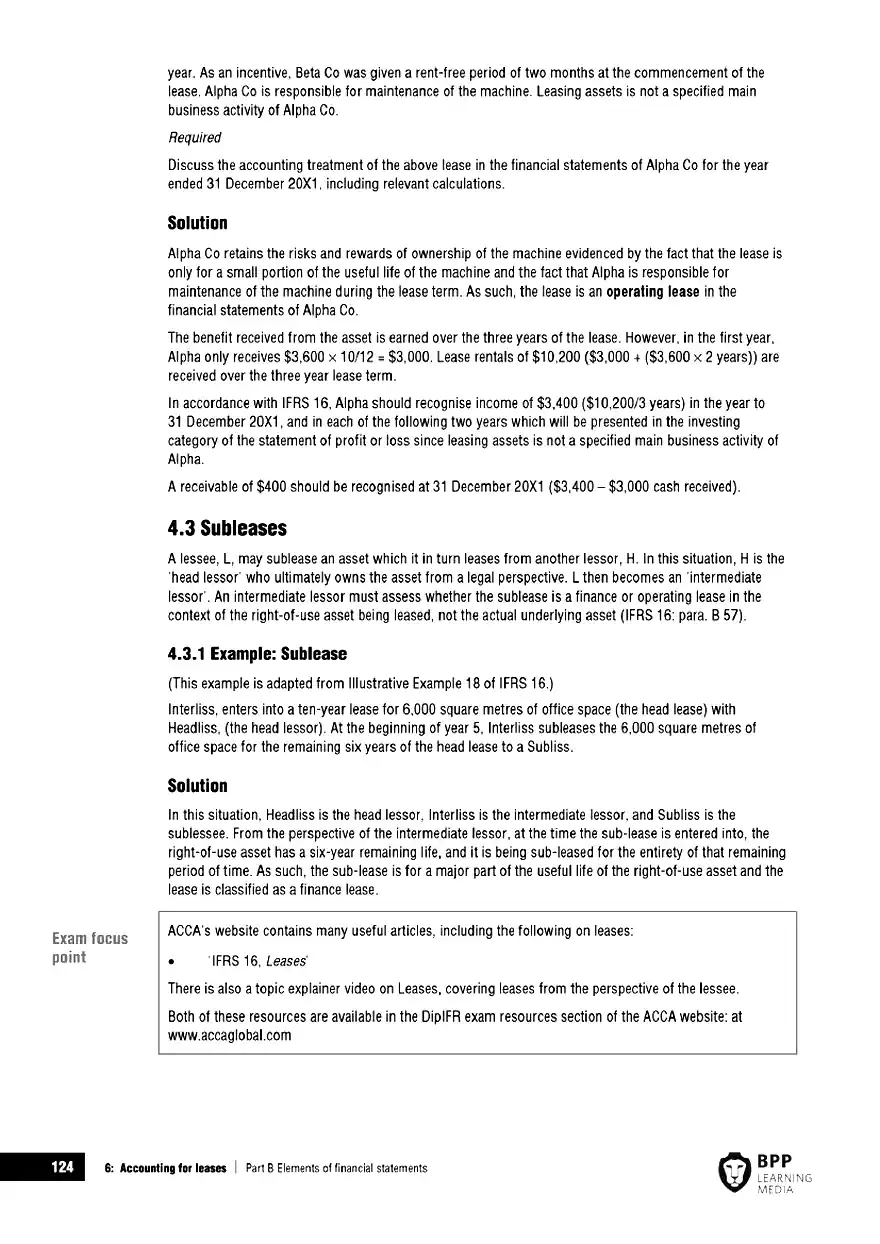 year. As an incentive, Beta Co was given a rent-free period of two months at the commencement of the
lease. Alpha Co is responsible for maintenance of the machine. Leasing assets is not a specified main
business activity of Alpha Co.
Required
Discuss the accounting treatment of the above lease in the financial statements of Alpha Co for the year
ended 31 December 20X1, including relevant calculations.
Solution
Alpha Co retains the risks and rewards of ownership of the machine evidenced by the fact that the lease is
only for a small portion of the useful life of the machine and the fact that Alpha is responsible for
maintenance of the machine during the lease term. As such, the lease is an operating lease in the
financial statements of Alpha Co.
The benefit received from the asset is earned over the three years of the lease. However, in the first year,
Alpha only receives $3,600 × 10/12 = $3,000. Lease rentals of $10,200 ($3,000 + ($3,600 × 2 years)) are
received over the three year lease term.
In accordance with IFRS 16, Alpha should recognise income of $3,400 ($10,200/3 years) in the year to
31 December 20X1, and in each of the following two years which will be presented in the investing
category of the statement of profit or loss since leasing assets is not a specified main business activity of
Alpha.
A receivable of $400 should be recognised at 31 December 20X1 ($3,400 – $3,000 cash received).
4.3 Subleases
A lessee, L, may sublease an asset which it in turn leases from another lessor, H. In this situation, H is the
'head lessor' who ultimately owns the asset from a legal perspective. L then becomes an 'intermediate
lessor'. An intermediate lessor must assess whether the sublease is a finance or operating lease in the
context of the right-of-use asset being leased, not the actual underlying asset (IFRS 16: para. B 57).
4.3.1 Example: Sublease
(This example is adapted from Illustrative Example 18 of IFRS 16.)
Interliss, enters into a ten-year lease for 6,000 square metres of office space (the head lease) with
Headliss, (the head lessor). At the beginning of year 5, Interliss subleases the 6,000 square metres of
office space for the remaining six years of the head lease to a Subliss.
Solution
In this situation, Headliss is the head lessor, Interliss is the intermediate lessor, and Subliss is the
sublessee. From the perspective of the intermediate lessor, at the time the sub-lease is entered into, the
right-of-use asset has a six-year remaining life, and it is being sub-leased for the entirety of that remaining
period of time. As such, the sub-lease is for a major part of the useful life of the right-of-use asset and the
lease is classified as a finance lease.
Exam focus
point
ACCA's website contains many useful articles, including the following on leases:
• 'IFRS 16, Leases'
There is also a topic explainer video on Leases, covering leases from the perspective of the lessee.
Both of these resources are available in the DipIFR exam resources section of the ACCA website: at
www.accaglobal.com
124 6: Accounting for leases | Part B Elements of financial statements
BPP
LEARNING
MEDIA